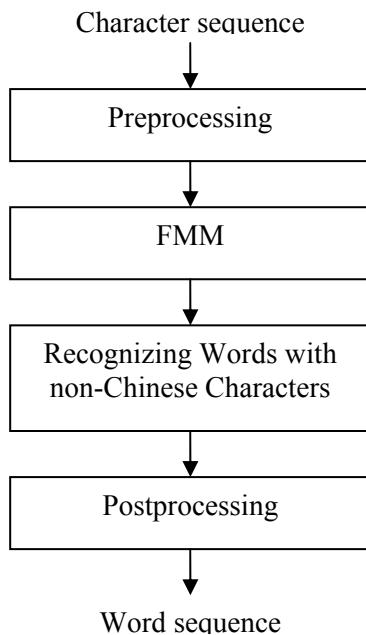 Character sequence
Preprocessing
FMM
Recognizing Words with
non-Chinese Characters
Postprocessing
Word sequence